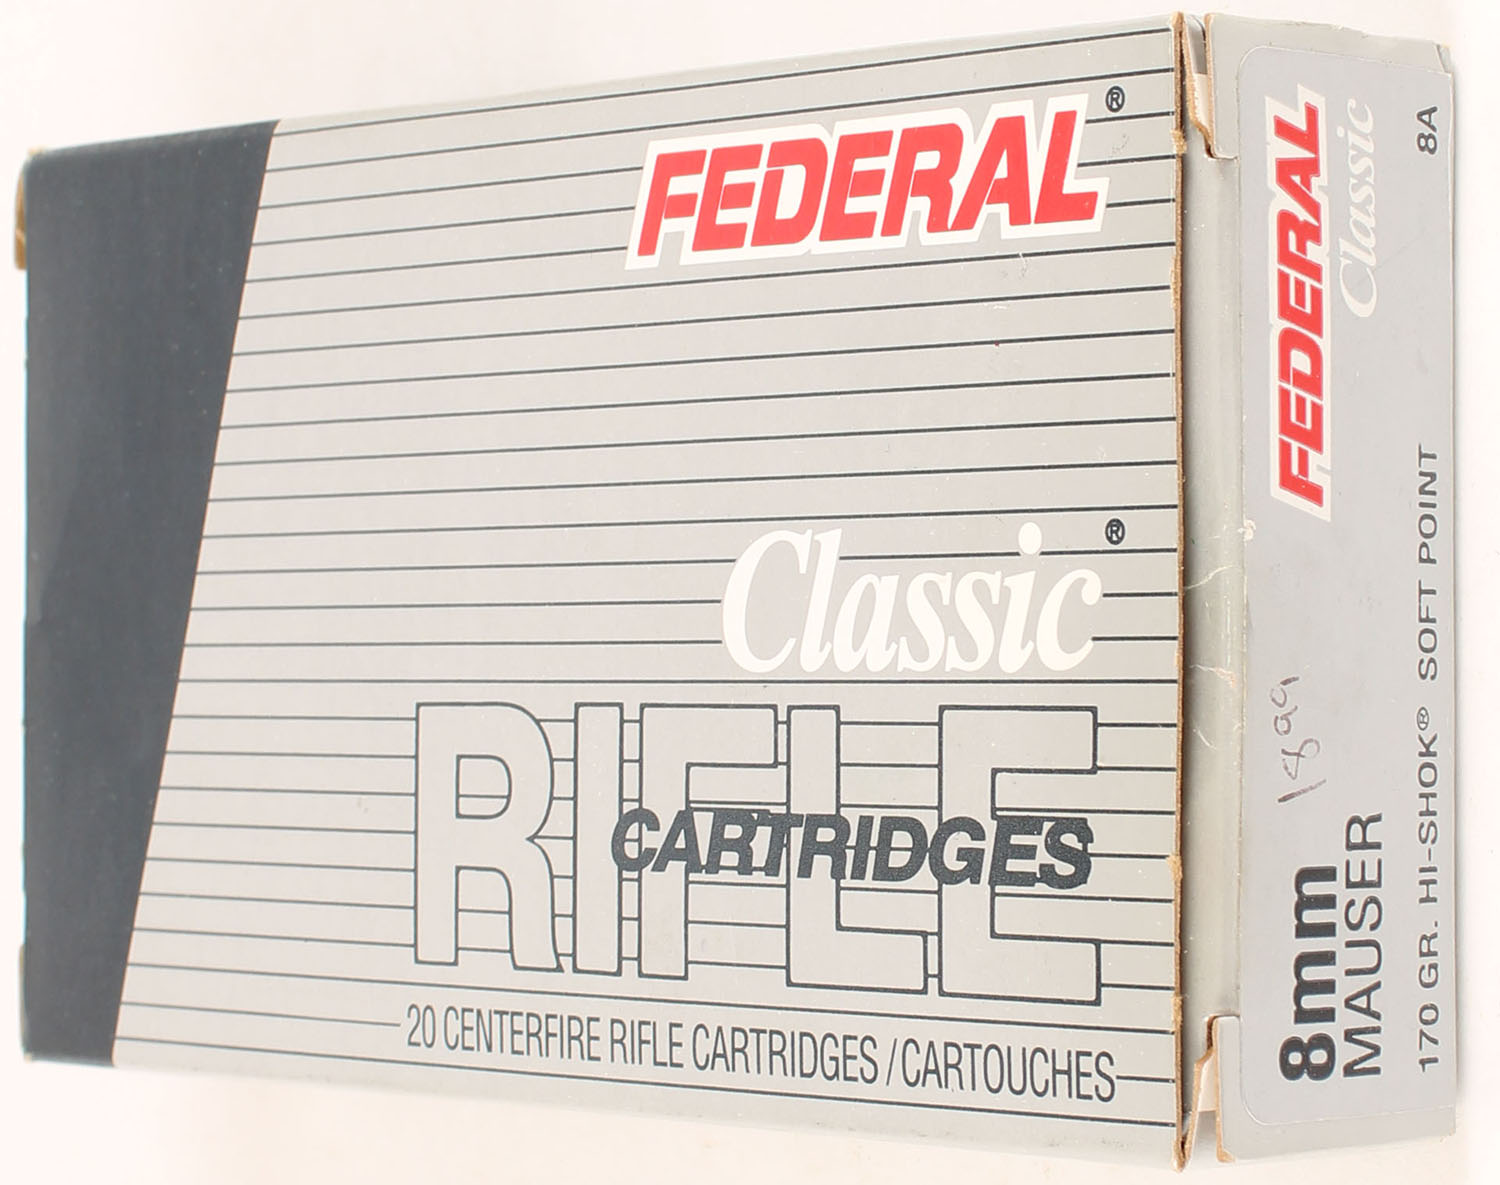 FEDERAL®
Classic®
RIFLE
CARTRIDGES
20 CENTERFIRE RIFLE CARTRIDGES/CARTOUCHES
FEDERAL
Classic
8mm
MAUSER
1899
170 GR. HI-SHOK® SOFT POINT 8A